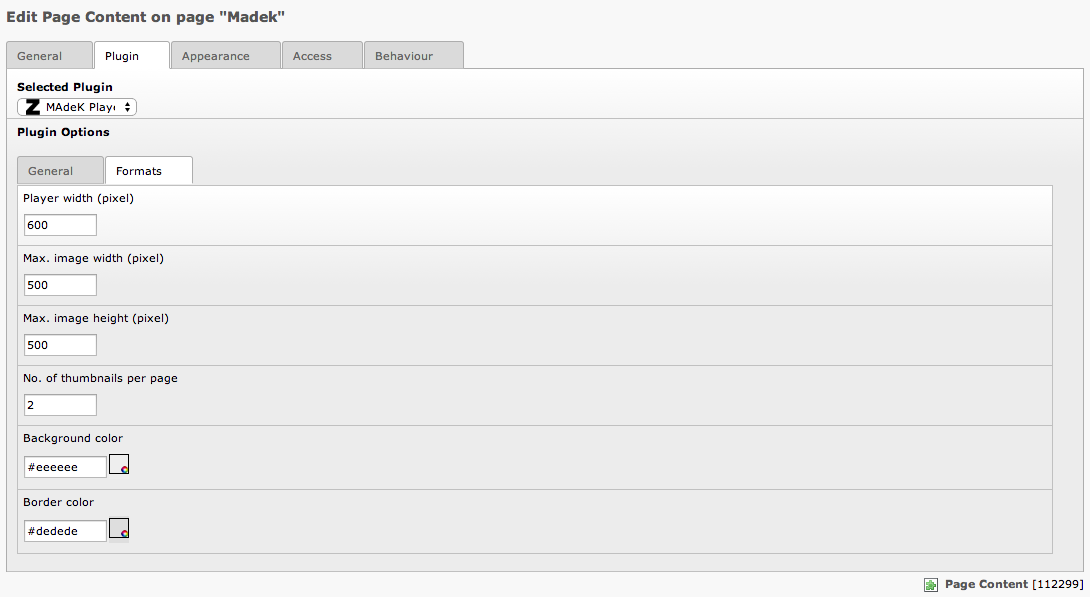 Edit Page Content on page "Madek"
General Plugin Appearance Access Behaviour
Selected Plugin
Z MAdeK Playe
Plugin Options
General Formats
Player width (pixel)
600
Max. image width (pixel)
500
Max. image height (pixel)
500
No. of thumbnails per page
2
Background color
#eeeeee
Border color
#dedede
Page Content [112299]